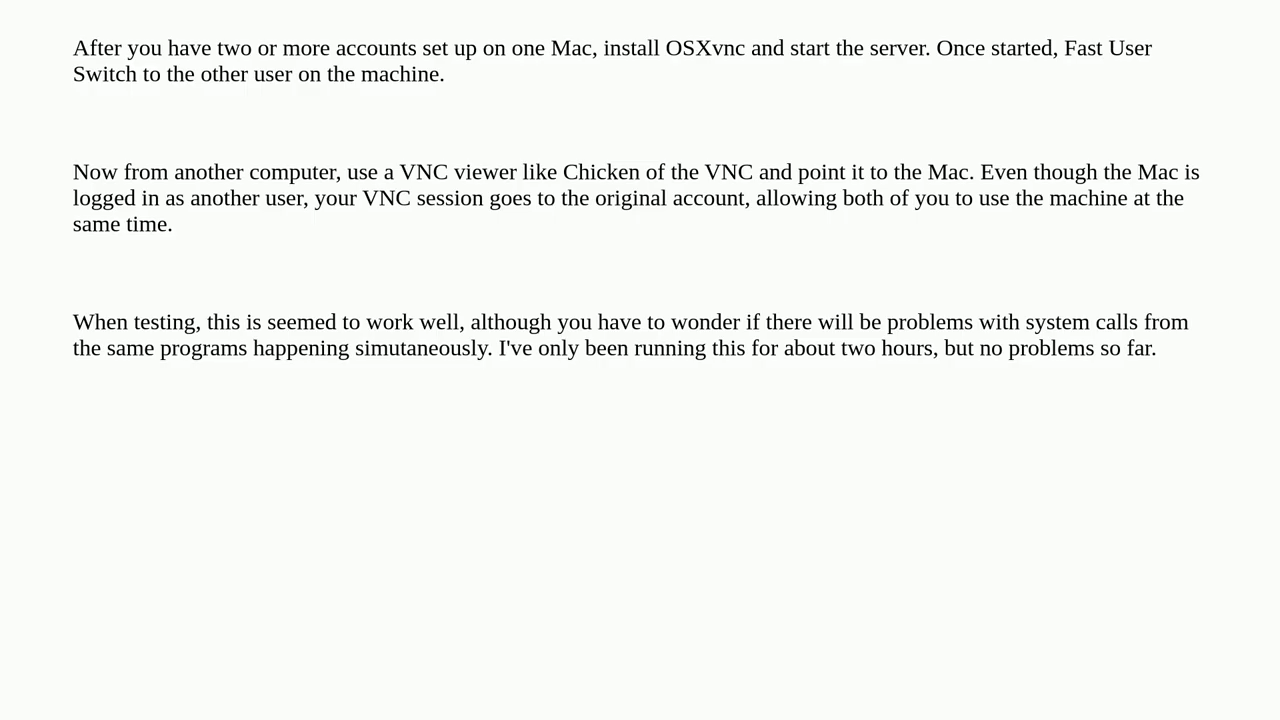 After you have two or more accounts set up on one Mac, install OSXvnc and start the server. Once started, Fast User
Switch to the other user on the machine.
Now from another computer, use a VNC viewer like Chicken of the VNC and point it to the Mac. Even though the Mac is
logged in as another user, your VNC session goes to the original account, allowing both of you to use the machine at the
same time.
When testing, this is seemed to work well, although you have to wonder if there will be problems with system calls from
the same programs happening simutaneously. I've only been running this for about two hours, but no problems so far.